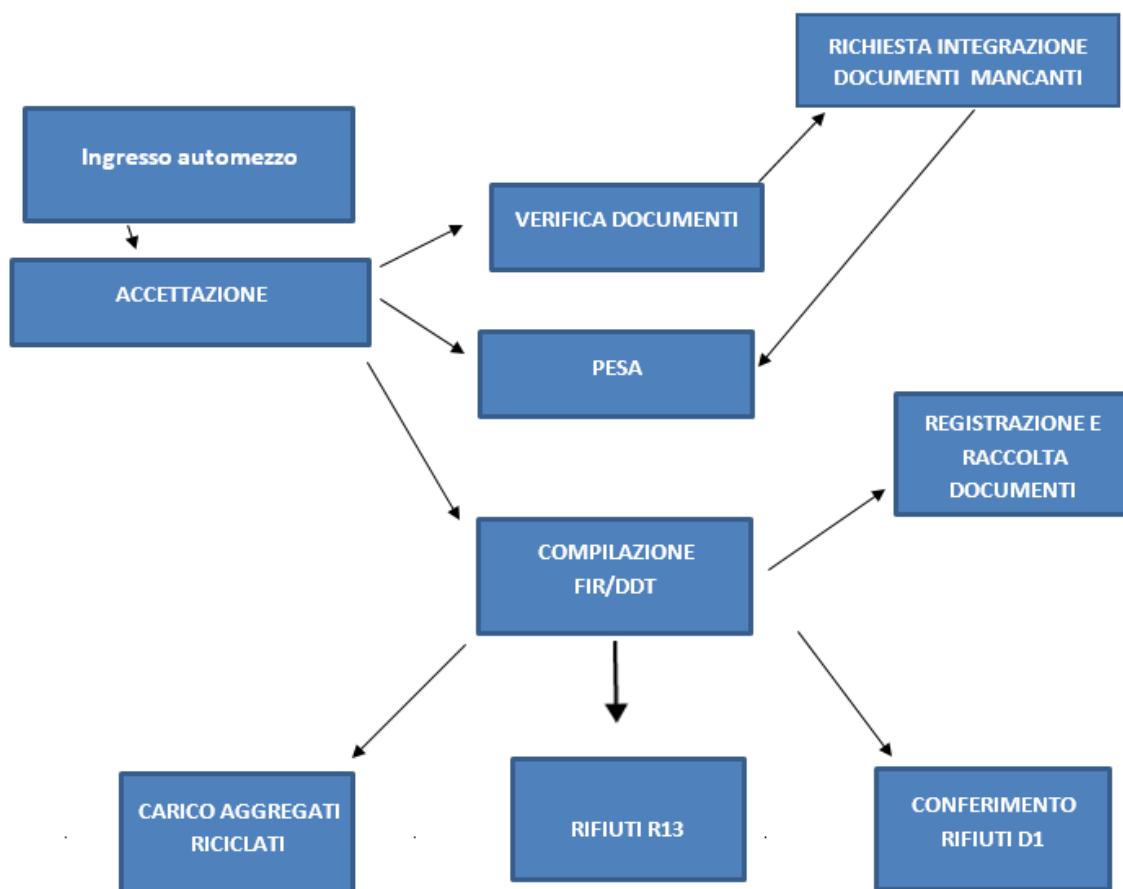 RICHIESTA INTEGRAZIONE
DOCUMENTI MANCANTI
Ingresso automezzo
VERIFICA DOCUMENTI
ACCETTAZIONE
PESA
REGISTRAZIONE E
RACCOLTA
DOCUMENTI
COMPILAZIONE
FIR/DDT
CARICO AGGREGATI
RICICLATI
RIFIUTI R13
CONFERIMENTO
RIFIUTI D1